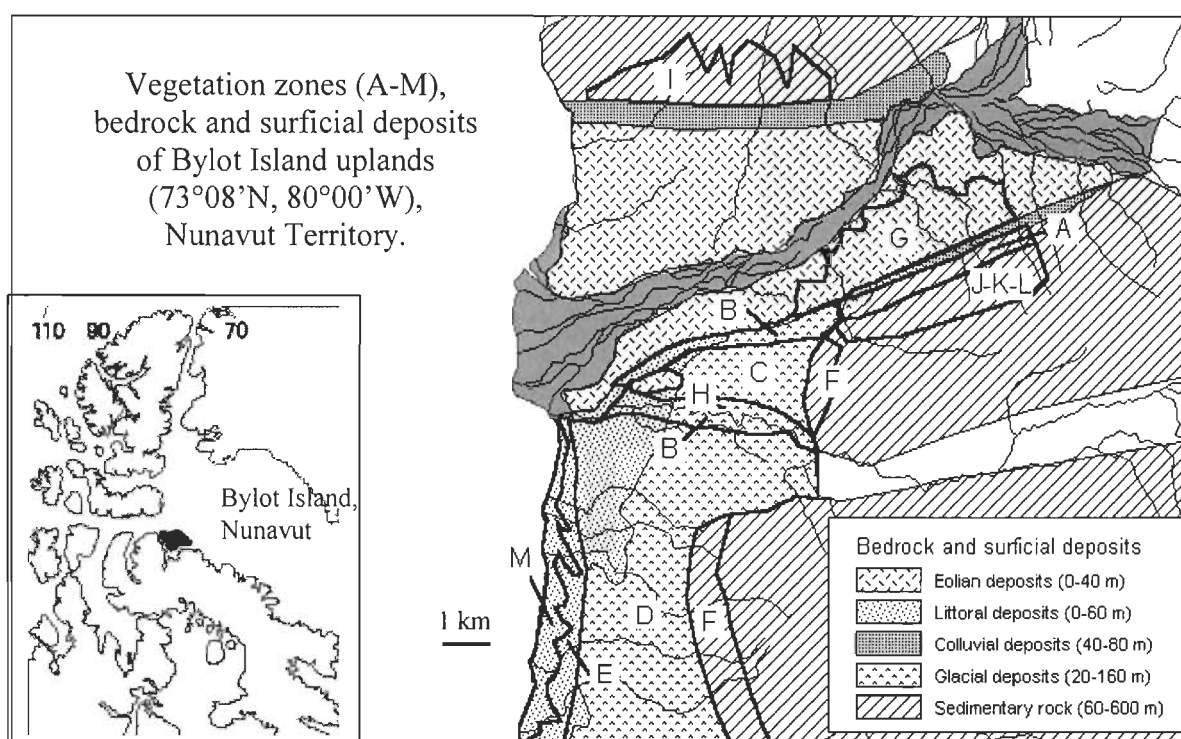 Vegetation zones (A-M),
bedrock and surficial deposits
of Bylot Island uplands
(73°08'N, 80°00'W),
Nunavut Territory.
110 90 70
Bylot Island,
Nunavut
1 km
I
G
A
J-K-L
B
C
F
H
B
M
D
F
E
Bedrock and surficial deposits
Eolian deposits (0-40 m)
Littoral deposits (0-60 m)
Colluvial deposits (40-80 m)
Glacial deposits (20-160 m)
Sedimentary rock (60-600 m)